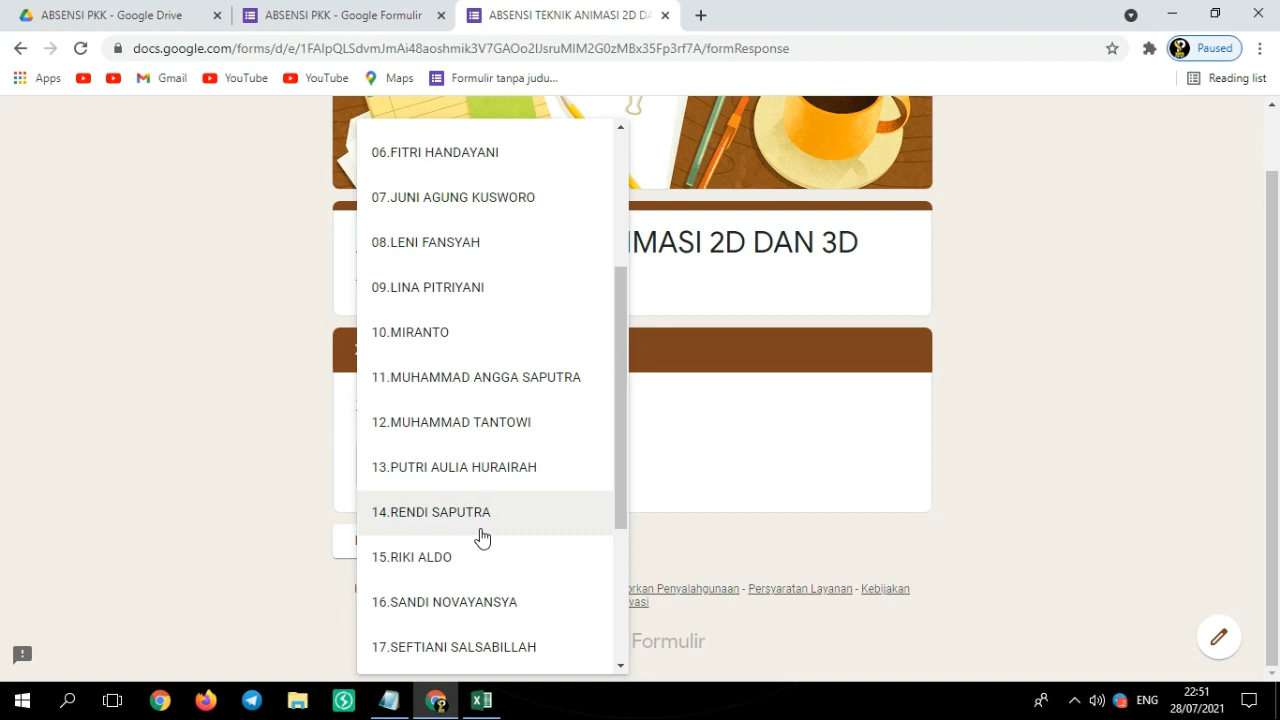 ABSENSI PKK - Google Drive
ABSENSI PKK - Google Formulir
ABSENSI TEKNIK ANIMASI 2D DA
docs.google.com/forms/d/e/1FAIpQLSdvmJmAi48aoshmik3V7GAOo2IJsruMIM2G0zMBx35Fp3rf7A/formResponse
Paused
Apps
Gmail
YouTube
YouTube
Maps
Formulir tanpa judu...
Reading list
06.FITRI HANDAYANI
07.JUNI AGUNG KUSWORO
08.LENI FANSYAH
IMASI 2D DAN 3D
09.LINA PITRIYANI
10.MIRANTO
11.MUHAMMAD ANGGA SAPUTRA
12.MUHAMMAD TANTOWI
13.PUTRI AULIA HURAIRAH
14.RENDI SAPUTRA
15.RIKI ALDO
16.SANDI NOVAYANSYA
17.SEFTIANI SALSABILLAH
orkan Penyalahgunaan - Persyaratan Layanan - Kebijakan
vasi
Formulir
ENG
22:51
28/07/2021